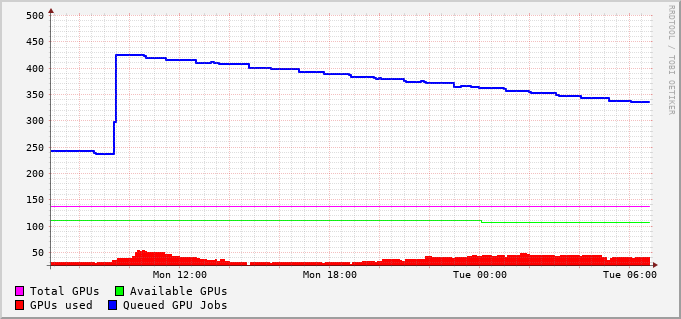 500
450
400
350
300
250
200
150
100
50
Mon 12:00 Mon 18:00 Tue 00:00 Tue 06:00
Total GPUs Available GPUs
GPUs used Queued GPU Jobs
RRDTOOL / TOBI OETIKER